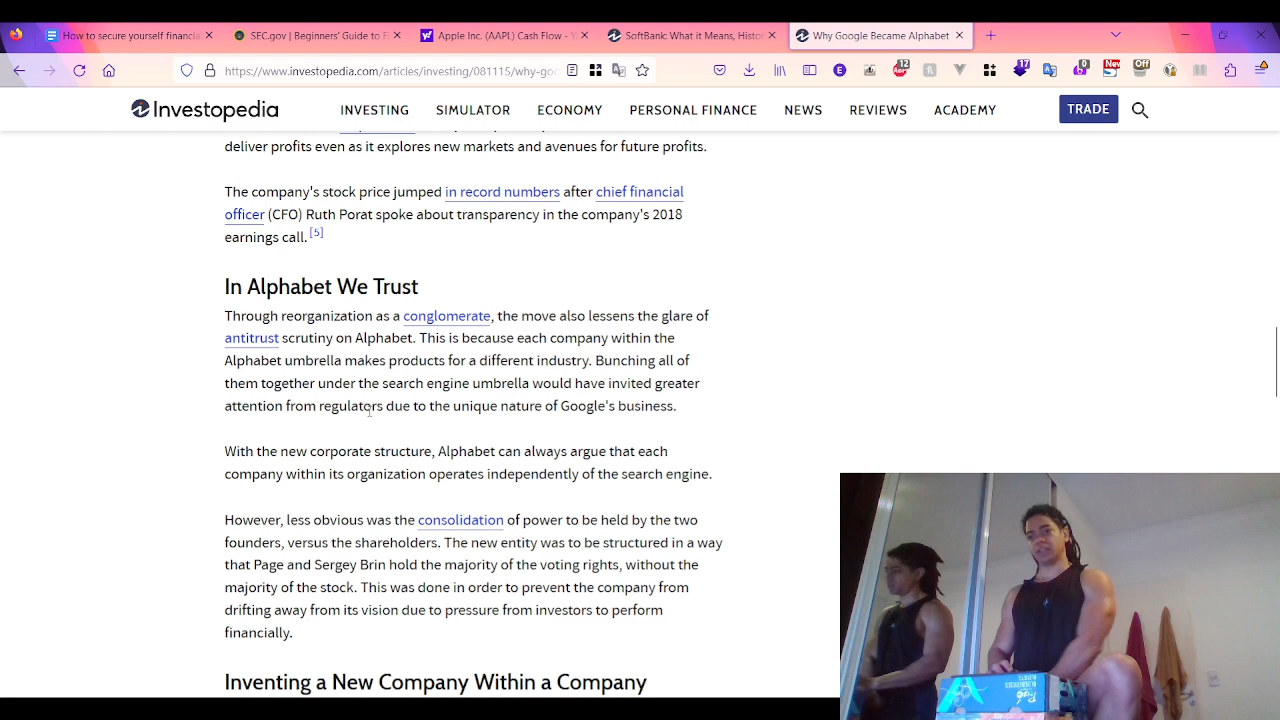 How to secure yourself financia
SEC.gov | Beginners' Guide to Fi
Apple Inc. (AAPL) Cash Flow - Y
SoftBank: What it Means, Histor
Why Google Became Alphabet
https://www.investopedia.com/articles/investing/081115/why-goo
12
17
0
New
Off
Investopedia
INVESTING
SIMULATOR
ECONOMY
PERSONAL FINANCE
NEWS
REVIEWS
ACADEMY
TRADE
deliver profits even as it explores new markets and avenues for future profits.
The company's stock price jumped in record numbers after chief financial
officer (CFO) Ruth Porat spoke about transparency in the company's 2018
earnings call. [5]
In Alphabet We Trust
Through reorganization as a conglomerate, the move also lessens the glare of
antitrust scrutiny on Alphabet. This is because each company within the
Alphabet umbrella makes products for a different industry. Bunching all of
them together under the search engine umbrella would have invited greater
attention from regulators due to the unique nature of Google's business.
With the new corporate structure, Alphabet can always argue that each
company within its organization operates independently of the search engine.
However, less obvious was the consolidation of power to be held by the two
founders, versus the shareholders. The new entity was to be structured in a way
that Page and Sergey Brin hold the majority of the voting rights, without the
majority of the stock. This was done in order to prevent the company from
drifting away from its vision due to pressure from investors to perform
financially.
Inventing a New Company Within a Company